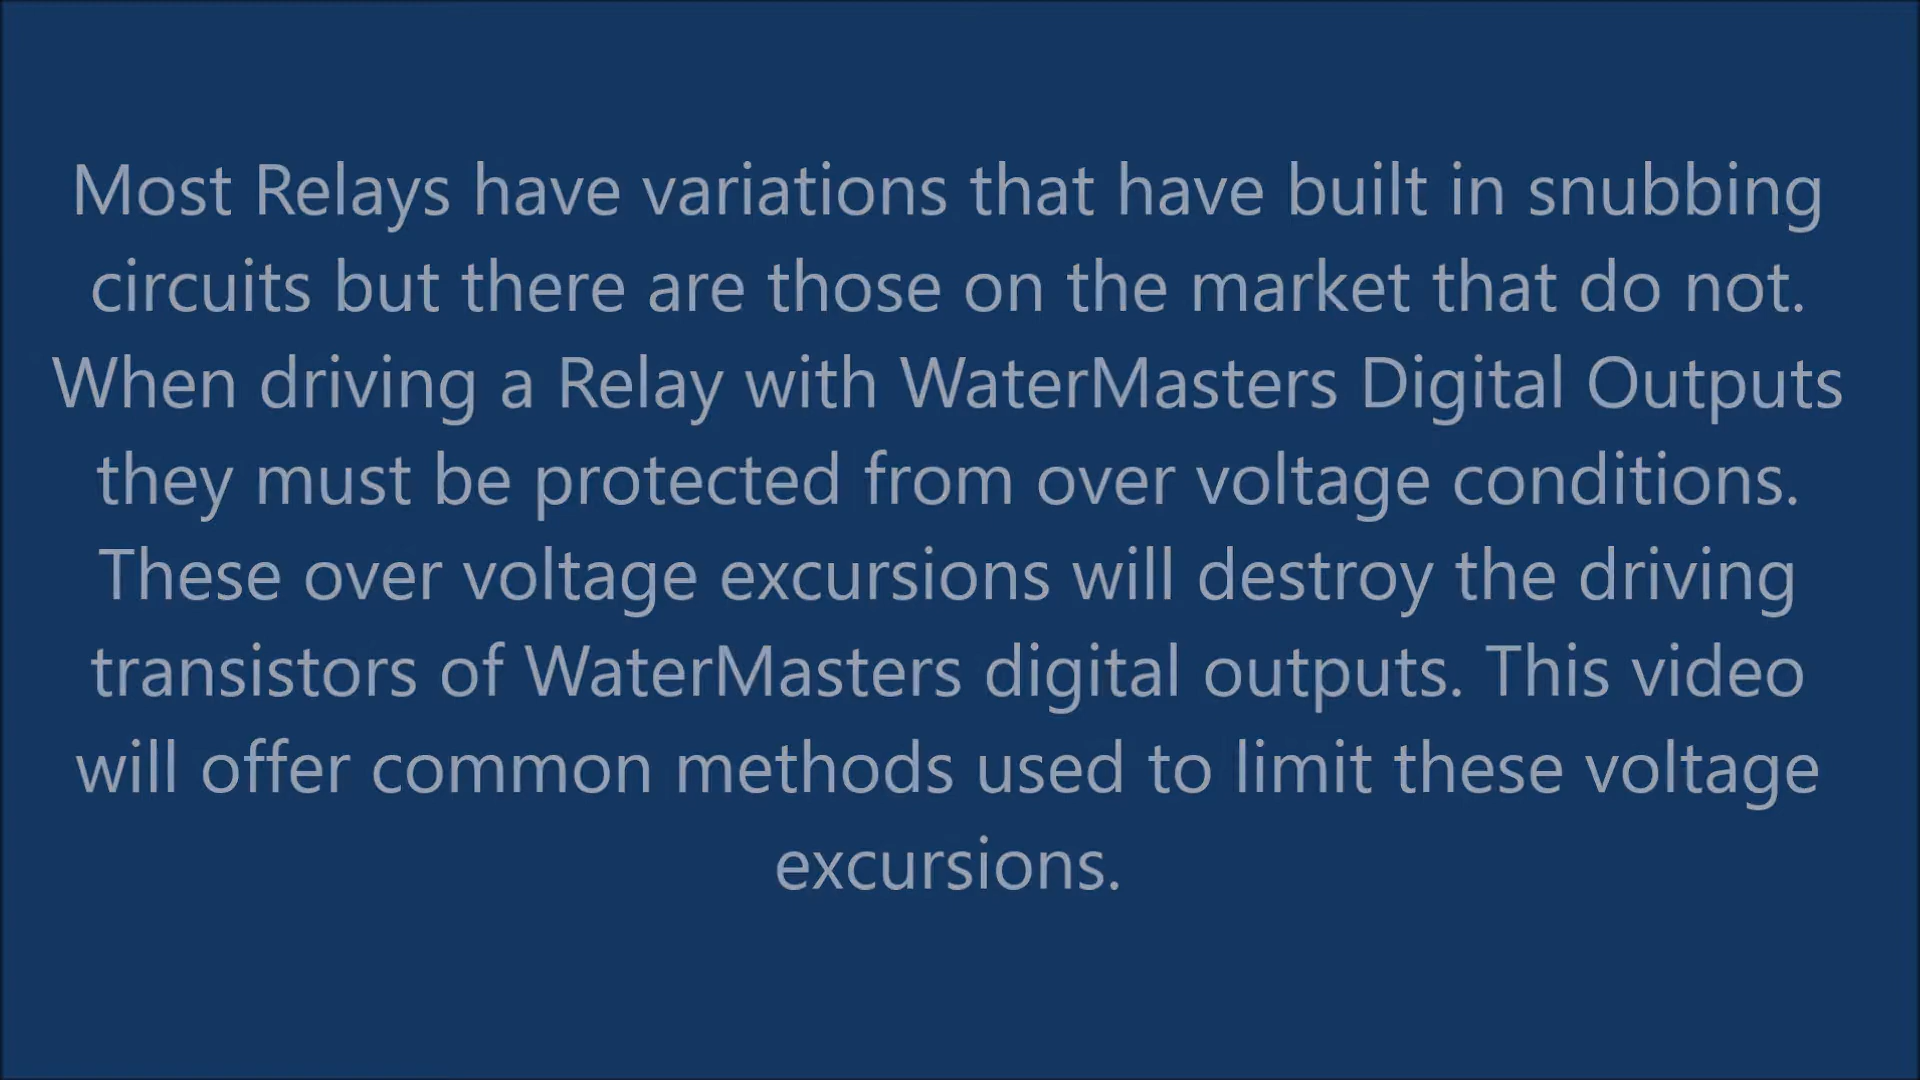 Most Relays have variations that have built in snubbing
circuits but there are those on the market that do not.
When driving a Relay with WaterMasters Digital Outputs
they must be protected from over voltage conditions.
These over voltage excursions will destroy the driving
transistors of WaterMasters digital outputs. This video
will offer common methods used to limit these voltage
excursions.